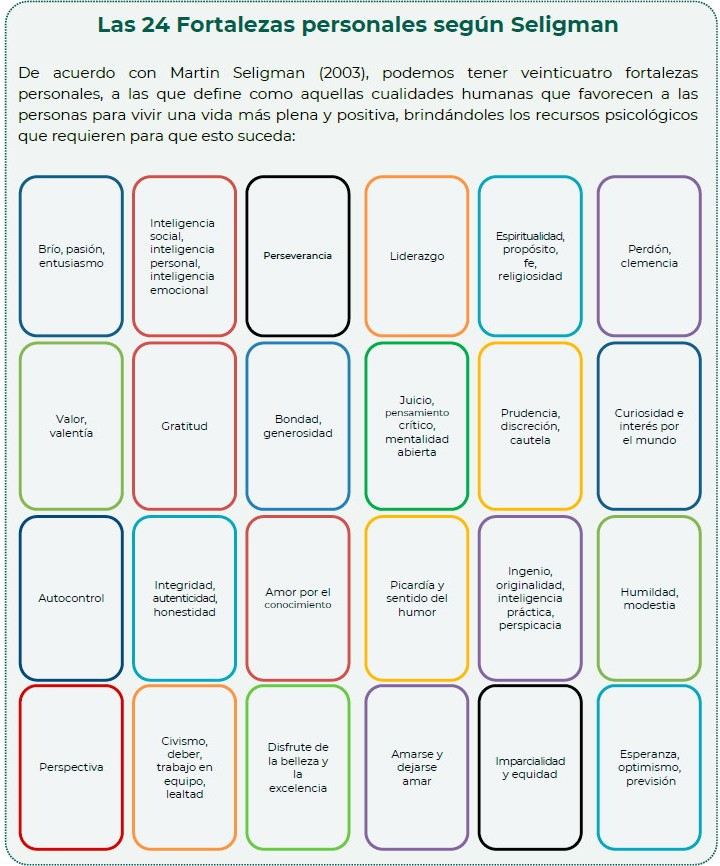 Las 24 Fortalezas personales según Seligman
De acuerdo con Martin Seligman (2003), podemos tener veinticuatro fortalezas
personales, a las que define como aquellas cualidades humanas que favorecen a las
personas para vivir una vida más plena y positiva, brindándoles los recursos psicológicos
que requieren para que esto suceda:
Brío, pasión,
entusiasmo
Inteligencia
social,
inteligencia
personal,
inteligencia
emocional
Perseverancia
Liderazgo
Espiritualidad,
propósito,
fe,
religiosidad
Perdón,
clemencia
Valor,
valentía
Gratitud
Bondad,
generosidad
Juicio,
pensamiento
crítico,
mentalidad
abierta
Prudencia,
discreción,
cautela
Curiosidad e
interés por
el mundo
Autocontrol
Integridad,
autenticidad,
honestidad
Amor por el
conocimiento
Picardía y
sentido del
humor
Ingenio,
originalidad,
inteligencia
práctica,
perspicacia
Humildad,
modestia
Perspectiva
Civismo,
deber,
trabajo en
equipo,
lealtad
Disfrute de
la belleza y
la
excelencia
Amarse y
dejarse
amar
Imparcialidad
y equidad
Esperanza,
optimismo,
previsión